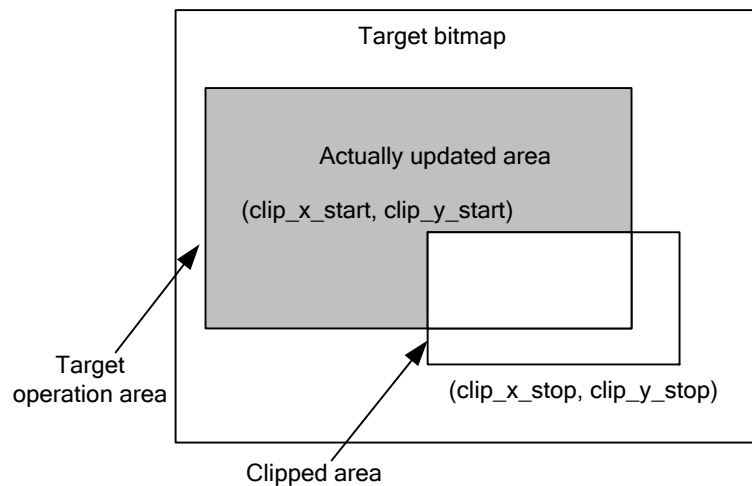 Target bitmap
Actually updated area
(clip_x_start, clip_y_start)
Target
operation area
(clip_x_stop, clip_y_stop)
Clipped area